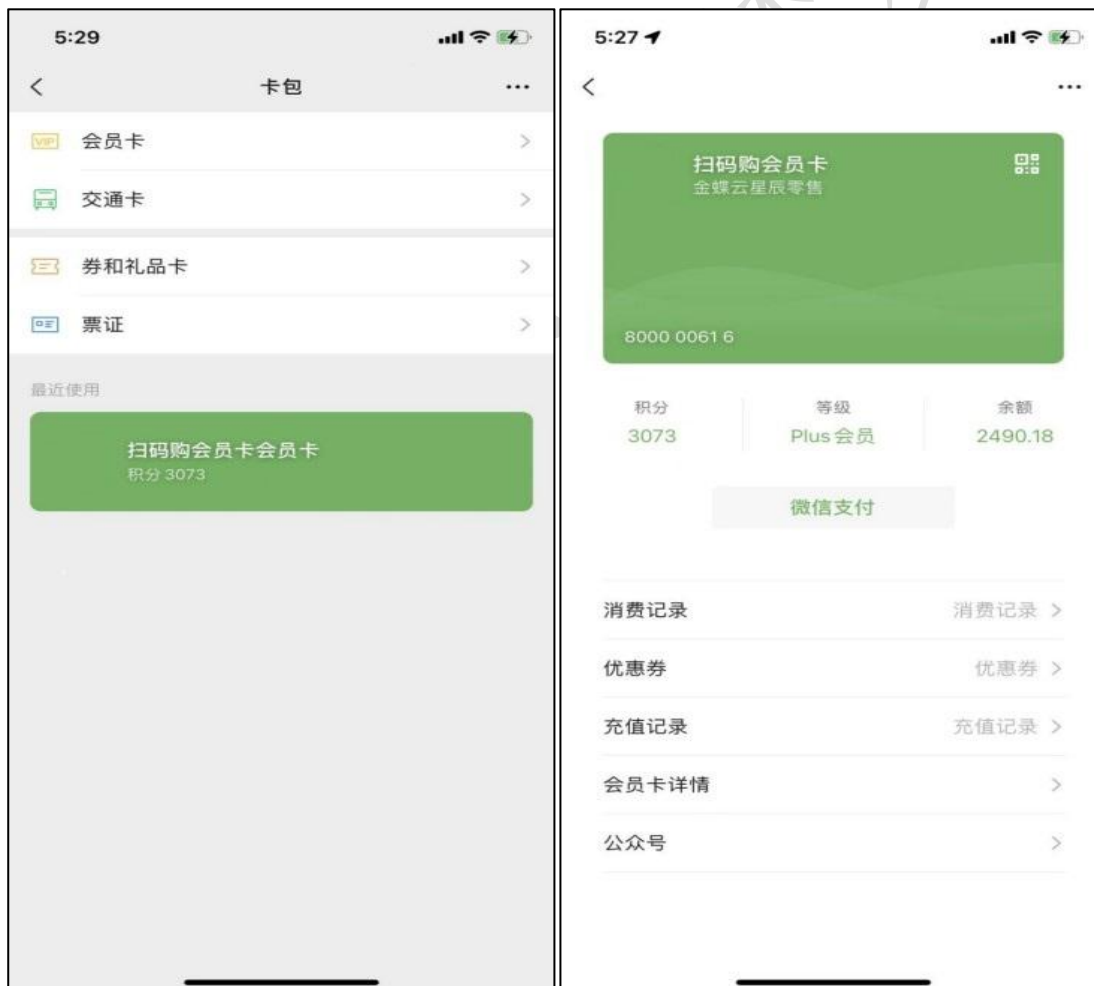 5:29
卡包
VIP 会员卡
交通卡
券和礼品卡
票证
最近使用
扫码购会员卡会员卡
积分 3073
5:27
扫码购会员卡
金蝶云星辰零售
8000 0061 6
积分 等级 余额
3073 Plus 会员 2490.18
微信支付
消费记录 消费记录
优惠券 优惠券
充值记录 充值记录
会员卡详情
公众号